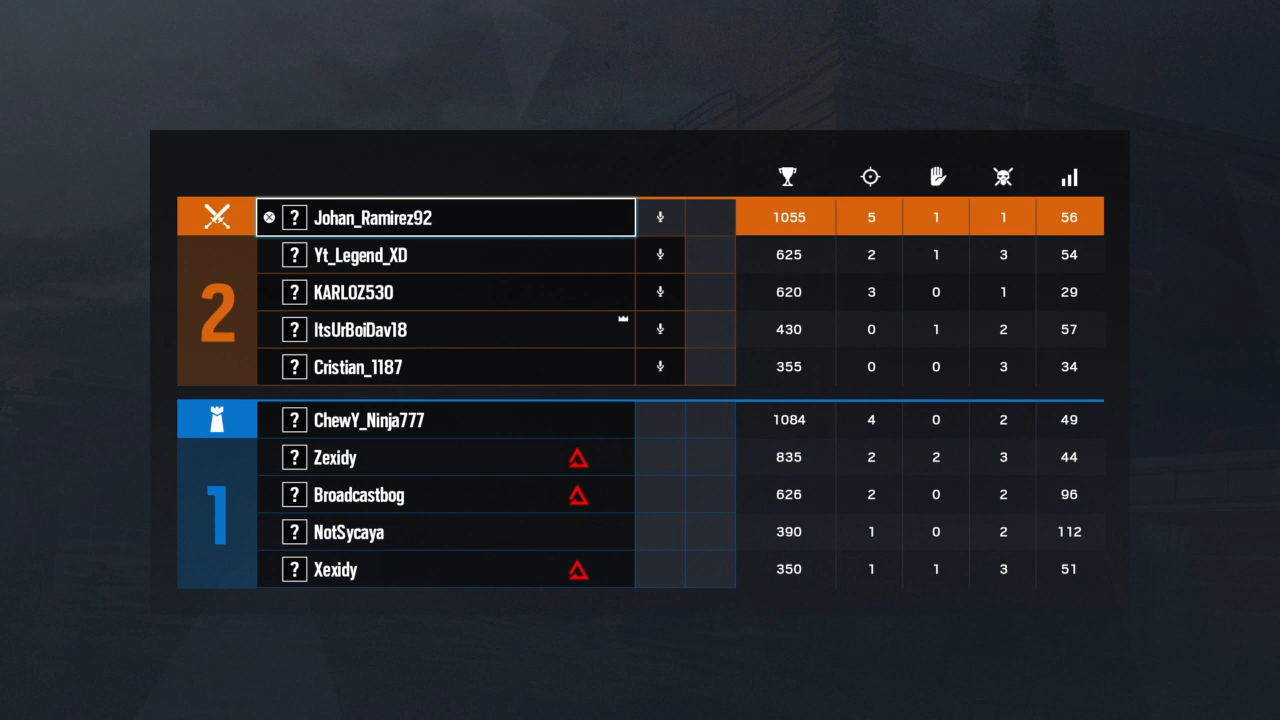 ? Johan_Ramirez92 1055 5 1 1 56
? Yt_Legend_XD 625 2 1 3 54
2
? KARLOZ530 620 3 0 1 29
? ItsUrBoiDav18 430 0 1 2 57
? Cristian_1187 355 0 0 3 34
? ChewY_Ninja777 1084 4 0 2 49
? Zexidy 835 2 2 3 44
1
? Broadcastbog 626 2 0 2 96
? NotSycaya 390 1 0 2 112
? Xexidy 350 1 1 3 51